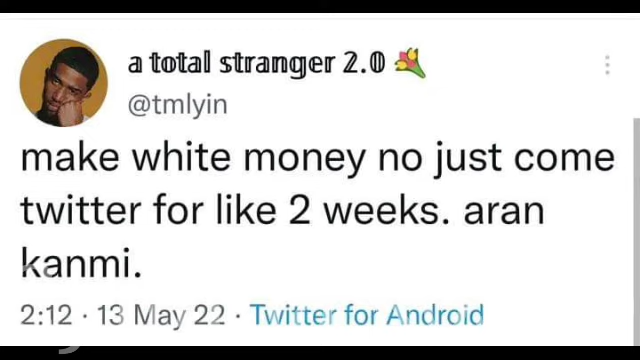 a total stranger 2.0 💐
@tmlyin
make white money no just come
twitter for like 2 weeks. aran
kanmi.
2:12 · 13 May 22 · Twitter for Android